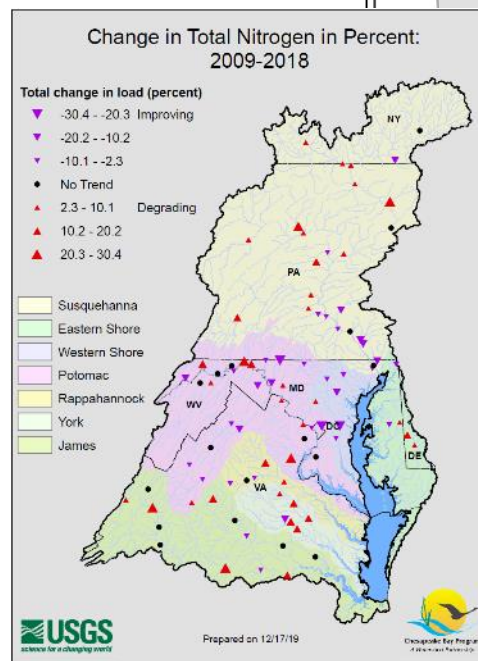 Change in Total Nitrogen in Percent:
2009-2018
Total change in load (percent)
-30.4 - -20.3 Improving
-20.2 - -10.2
-10.1 - -2.3
No Trend
2.3 - 10.1 Degrading
10.2 - 20.2
20.3 - 30.4
Susquehanna
Eastern Shore
Western Shore
Potomac
Rappahannock
York
James
NY
PA
MD
WV
DC
DE
VA
USGS
science for a changing world
Prepared on 12/17/19
Chesapeake Bay Program
A Watershed Partnership